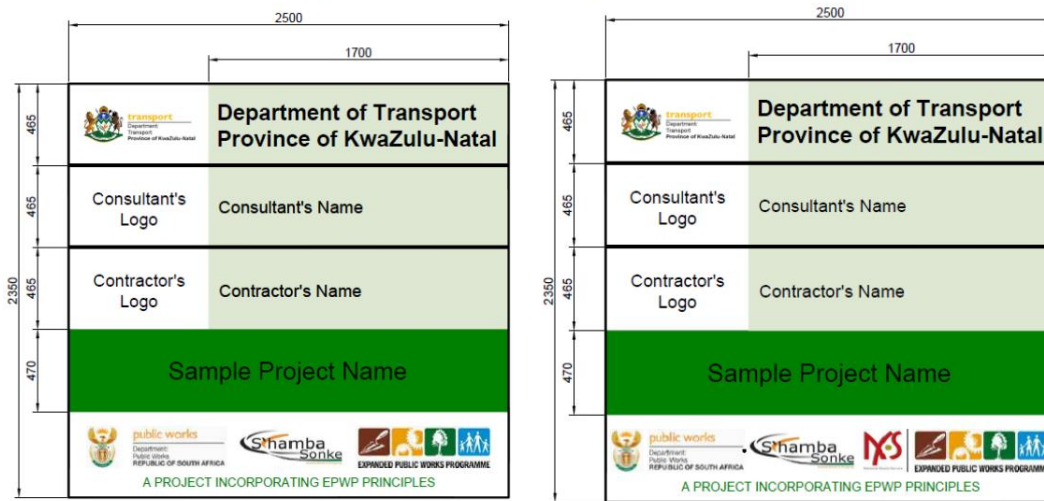 2500
1700
465
transport
Department:
Transport
Province of KwaZulu-Natal
Department of Transport
Province of KwaZulu-Natal
465
Consultant's
Logo
Consultant's Name
2350
465
Contractor's
Logo
Contractor's Name
470
Sample Project Name
public works
Department:
Public Works
REPUBLIC OF SOUTH AFRICA
S'hamba
Sonke
EXPANDED PUBLIC WORKS PROGRAMME
A PROJECT INCORPORATING EPWP PRINCIPLES
2500
1700
465
transport
Department:
Transport
Province of KwaZulu-Natal
Department of Transport
Province of KwaZulu-Natal
465
Consultant's
Logo
Consultant's Name
2350
465
Contractor's
Logo
Contractor's Name
470
Sample Project Name
public works
Department:
Public Works
REPUBLIC OF SOUTH AFRICA
S'hamba
Sonke
NYS
EXPANDED PUBLIC WORKS PROGRAMME
A PROJECT INCORPORATING EPWP PRINCIPLES